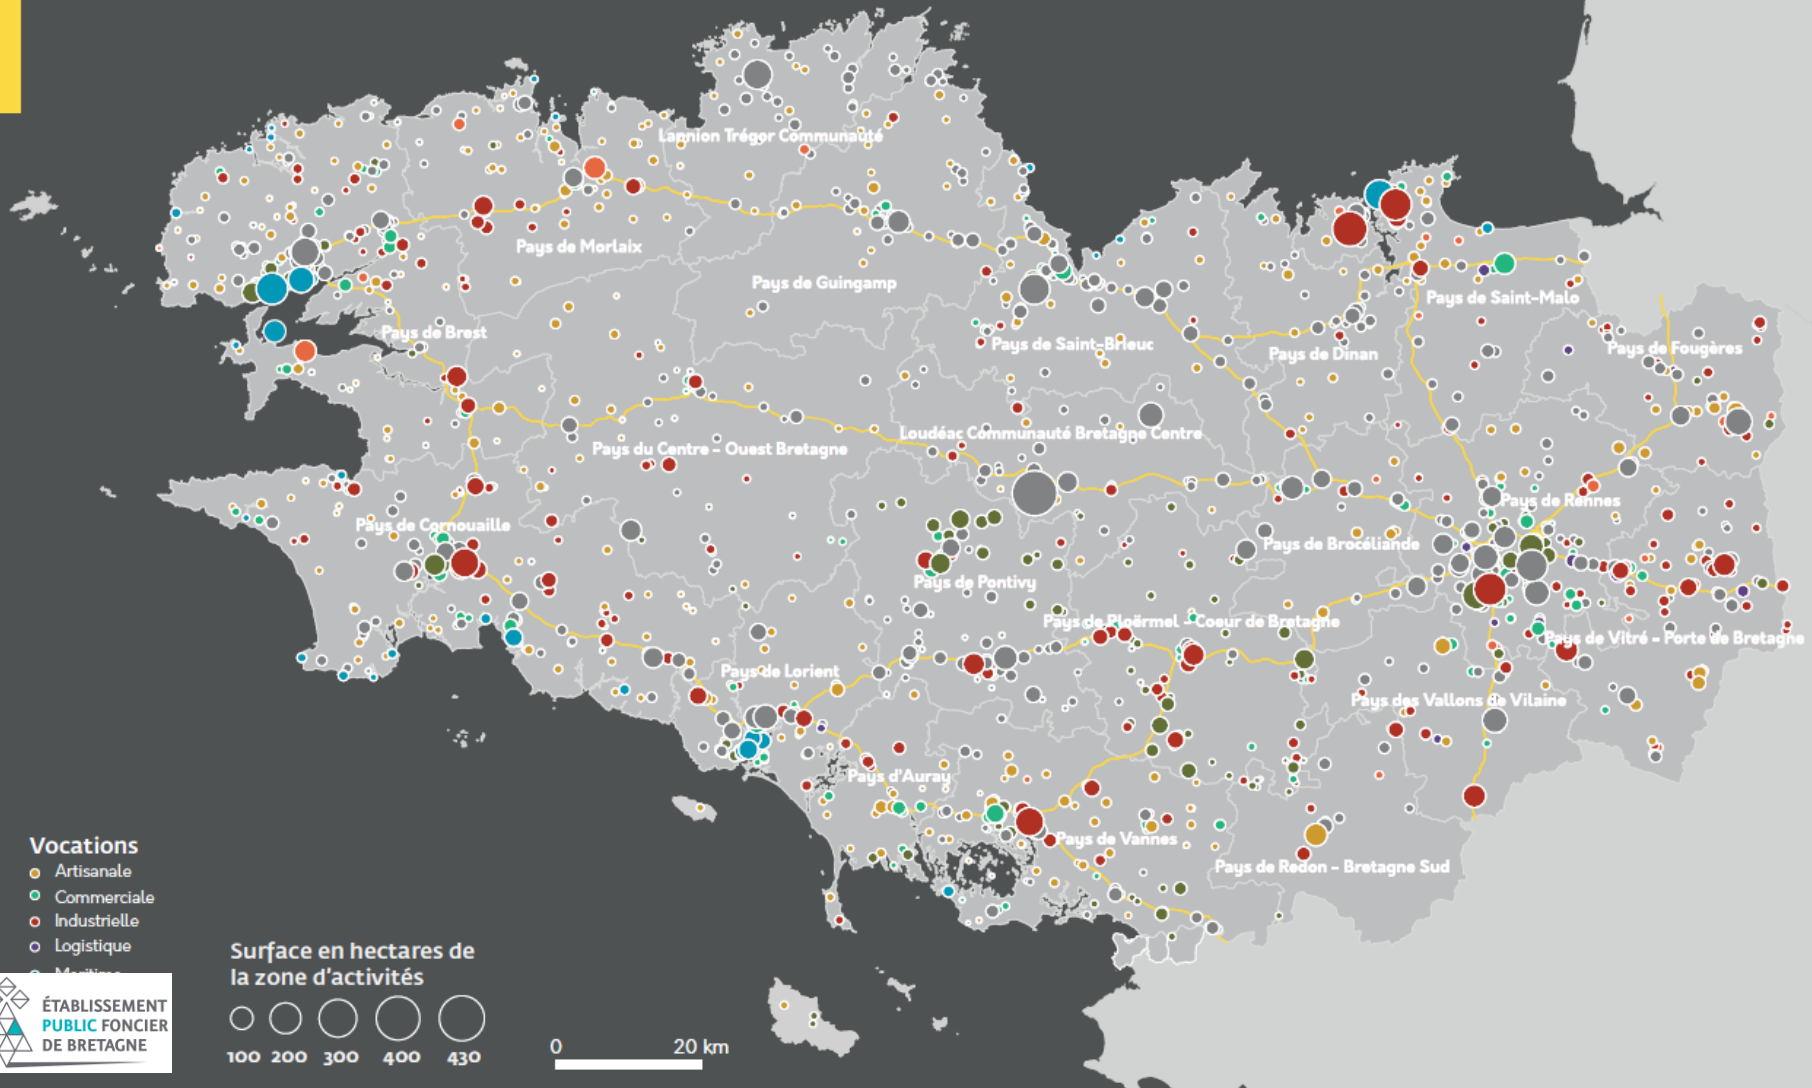 Lannion Trégor Communauté
Pays de Morlaix
Pays de Guingamp
Pays de Saint-Malo
Pays de Brest
Pays de Saint-Brieuc
Pays de Dinan
Pays de Fougères
Loudéac Communauté Bretagne Centre
Pays du Centre - Ouest Bretagne
Pays de Rennes
Pays de Cornouaille
Pays de Brocéliande
Pays de Pontivy
Pays de Ploërmel - Coeur de Bretagne
Pays de Vitré - Porte de Bretagne
Pays de Lorient
Pays des Vallons de Vilaine
Pays d'Auray
Pays de Vannes
Pays de Redon - Bretagne Sud
Vocations
Artisanale
Commerciale
Industrielle
Logistique
Maritime
ÉTABLISSEMENT
PUBLIC FONCIER
DE BRETAGNE
Surface en hectares de
la zone d'activités
100 200 300 400 430
0 20 km